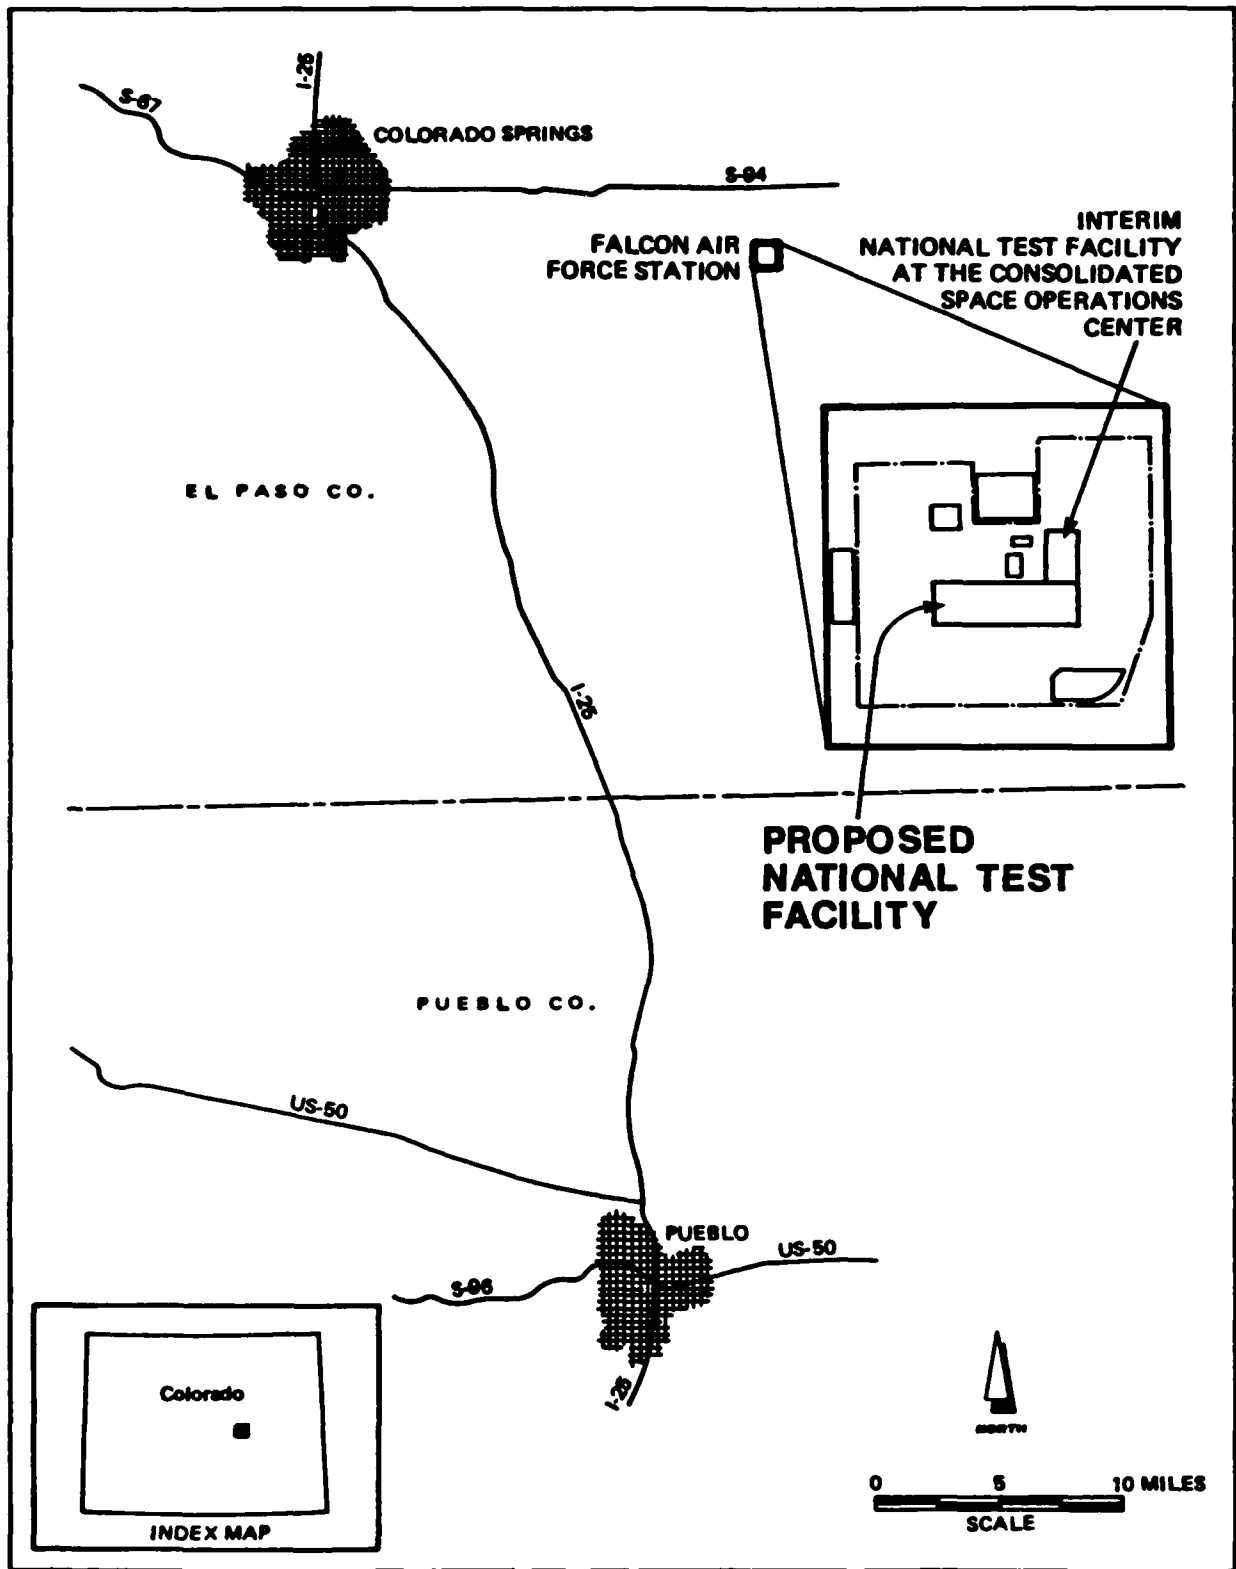 I-25
S-67
COLORADO SPRINGS
S-94
INTERIM
NATIONAL TEST FACILITY
AT THE CONSOLIDATED
SPACE OPERATIONS
CENTER
FALCON AIR
FORCE STATION
EL PASO CO.
I-25
PROPOSED
NATIONAL TEST
FACILITY
PUEBLO CO.
US-50
PUEBLO
US-50
S-96
I-25
Colorado
INDEX MAP
NORTH
0 5 10 MILES
SCALE